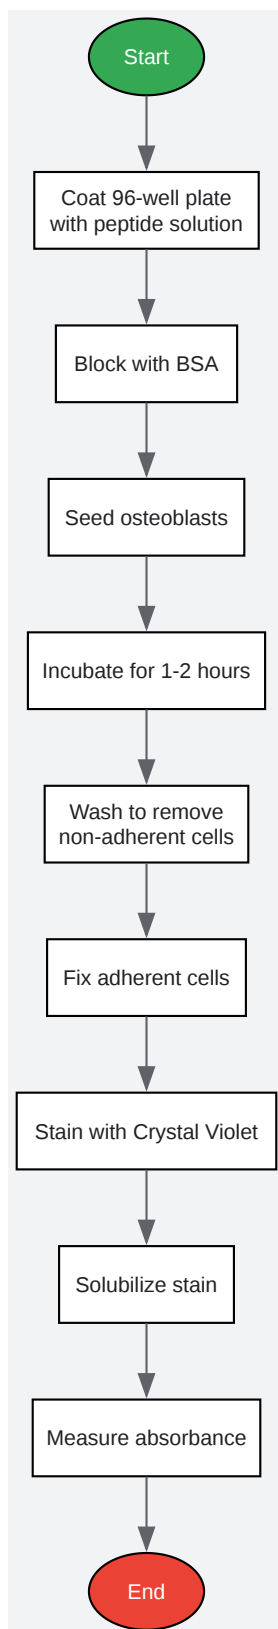 Start
Coat 96-well plate
with peptide solution
Block with BSA
Seed osteoblasts
Incubate for 1-2 hours
Wash to remove
non-adherent cells
Fix adherent cells
Stain with Crystal Violet
Solubilize stain
Measure absorbance
End